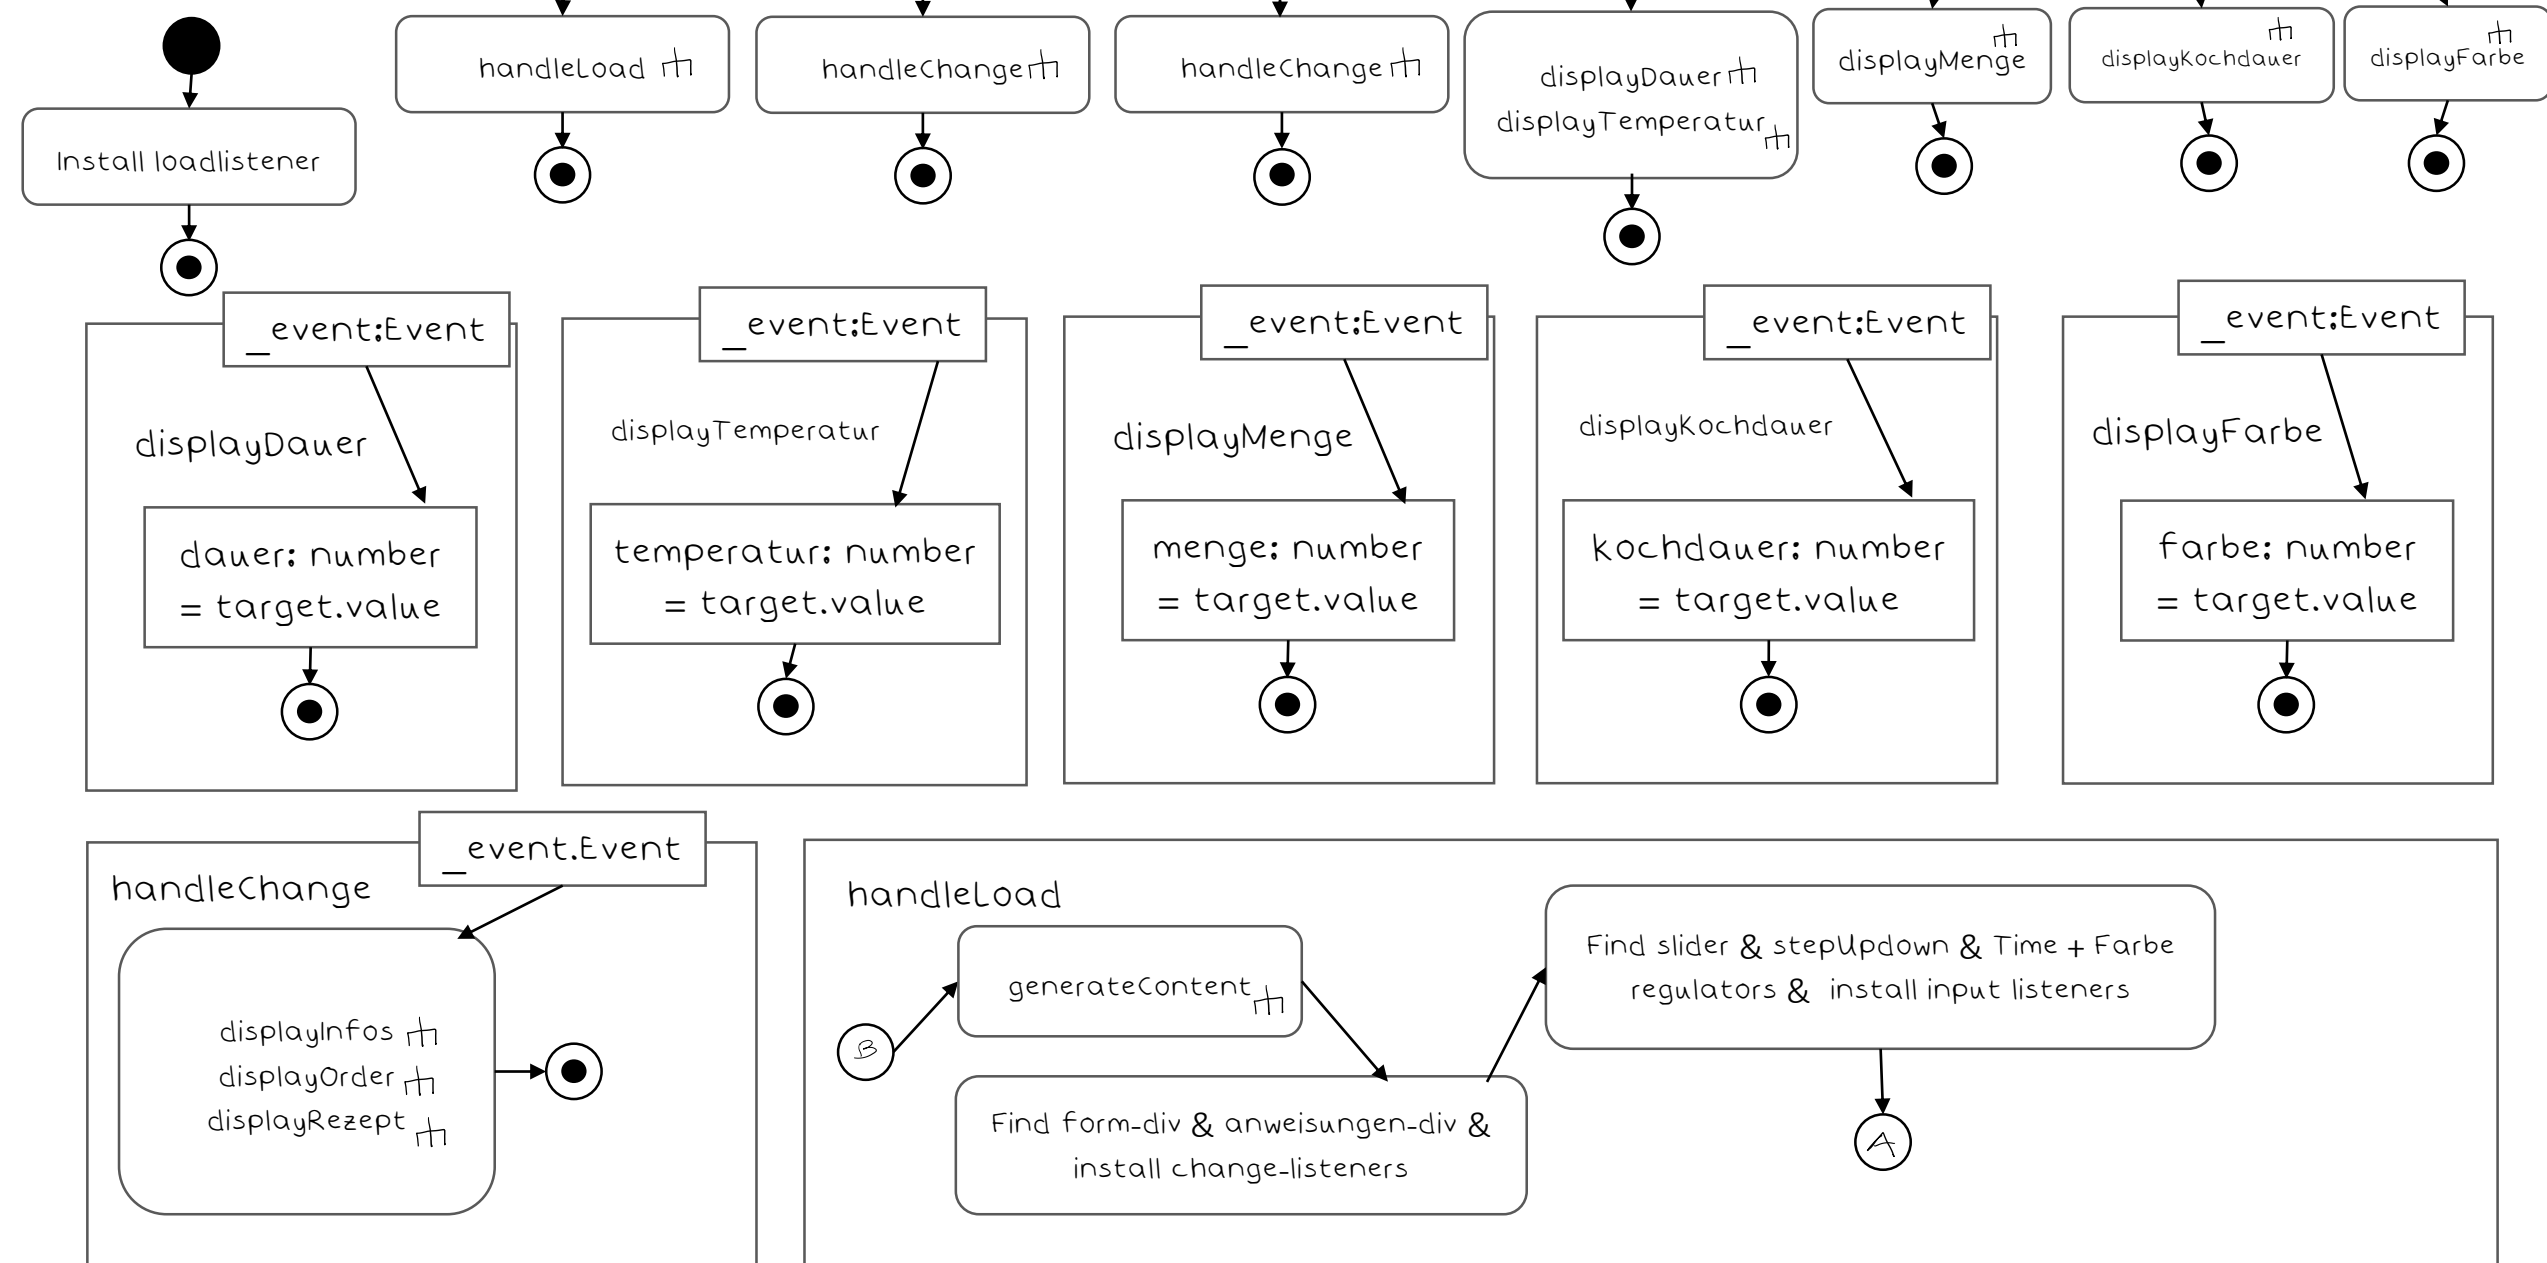 handleLoad
handleChange
handleChange
displayDauer
displayTemperatur
displayMenge
displayKochdauer
displayFarbe
Install loadlistener
_event:Event
displayDauer
dauer: number
= target.value
_event:Event
displayTemperatur
temperatur: number
= target.value
_event:Event
displayMenge
menge: number
= target.value
_event:Event
displayKochdauer
kochdauer: number
= target.value
_event:Event
displayFarbe
farbe: number
= target.value
_event.Event
handleChange
displayInfos
displayOrder
displayRezept
handleLoad
B
generateContent
Find form-div & anweisungen-div &
install change-listeners
Find slider & stepUpdown & Time + Farbe
regulators & install input listeners
A